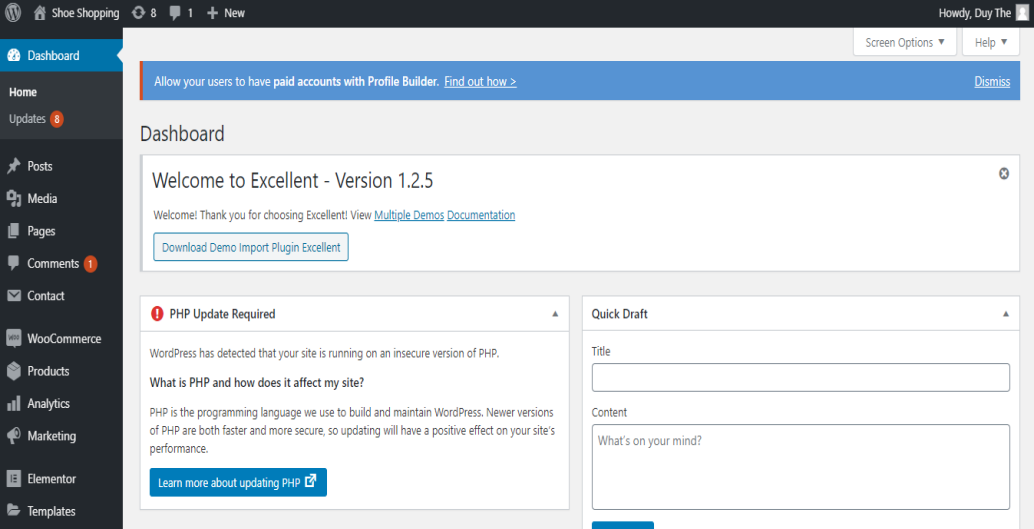 Shoe Shopping 8 1 + New Howdy, Duy The
Screen Options ▼ Help ▼
Dashboard
Home
Updates 8
Posts
Media
Pages
Comments 1
Contact
WooCommerce
Products
Analytics
Marketing
Elementor
Templates
Allow your users to have paid accounts with Profile Builder. Find out how > Dismiss
Dashboard
Welcome to Excellent - Version 1.2.5
Welcome! Thank you for choosing Excellent! View Multiple Demos Documentation
Download Demo Import Plugin Excellent
PHP Update Required
WordPress has detected that your site is running on an insecure version of PHP.
What is PHP and how does it affect my site?
PHP is the programming language we use to build and maintain WordPress. Newer versions
of PHP are both faster and more secure, so updating will have a positive effect on your site's
performance.
Learn more about updating PHP
Quick Draft
Title
Content
What's on your mind?